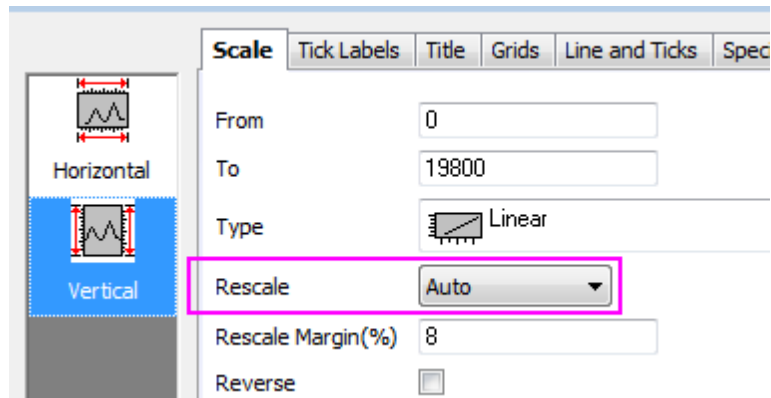 Scale Tick Labels Title Grids Line and Ticks Speci
Horizontal
Vertical
From 0
To 19800
Type Linear
Rescale Auto
Rescale Margin(%) 8
Reverse